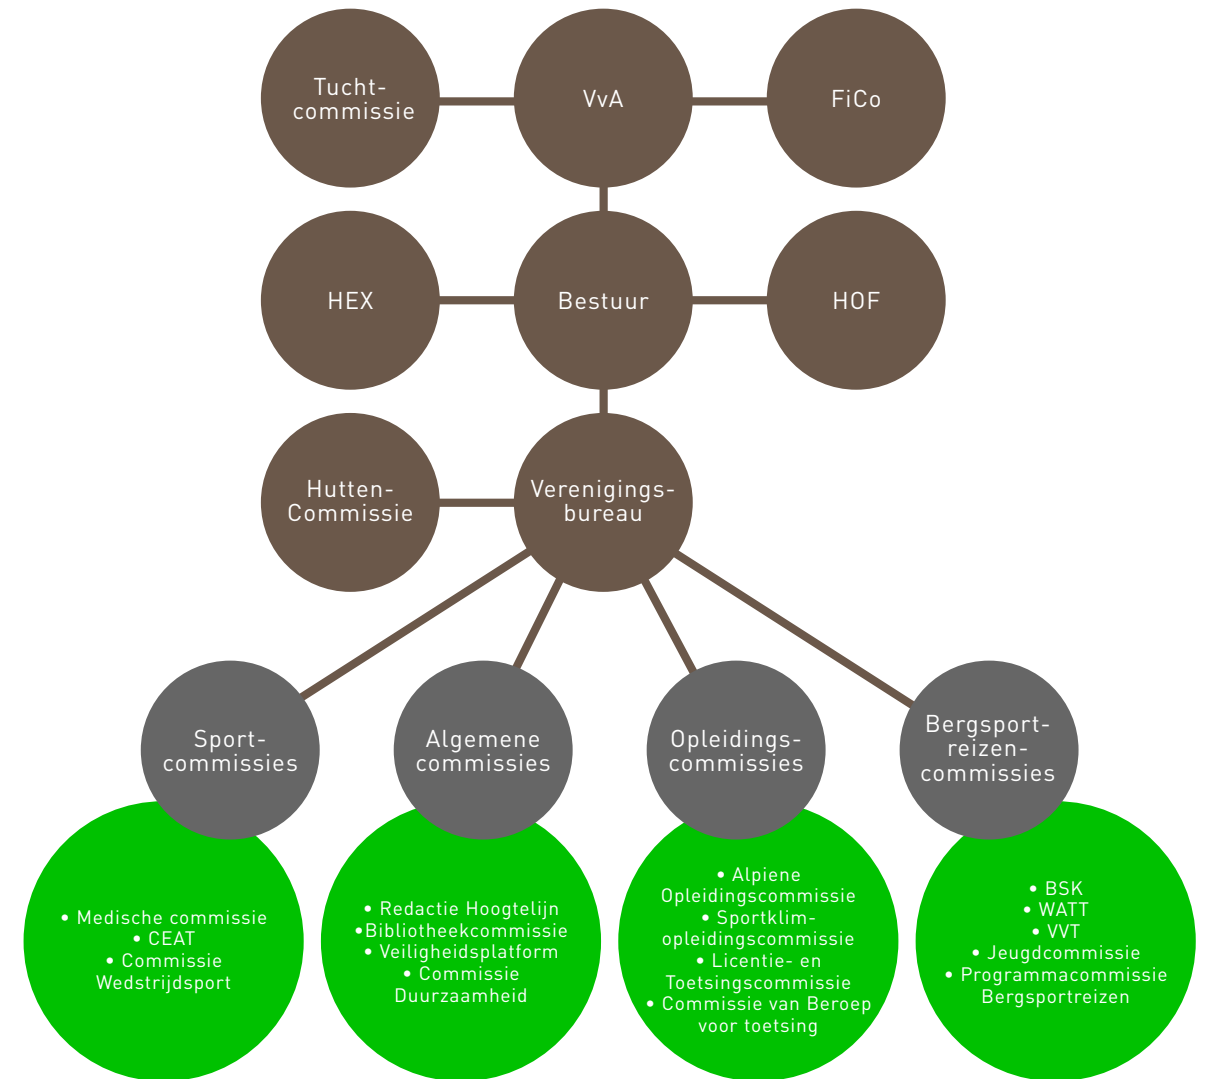 Tucht-
commissie
VvA
FiCo
HEX
Bestuur
HOF
Hutten-
Commissie
Verenigings-
bureau
Sport-
commissies
Algemene
commissies
Opleidings-
commissies
Bergsport-
reizen-
commissies
• Medische commissie
• CEAT
• Commissie
Wedstrijdsport
• Redactie Hoogtelijn
•Bibliotheekcommissie
• Veiligheidsplatform
• Commissie
Duurzaamheid
• Alpiene
Opleidingscommissie
• Sportklim-
opleidingscommissie
• Licentie- en
Toetsingscommissie
• Commissie van Beroep
voor toetsing
• BSK
• WATT
• VVT
• Jeugdcommissie
• Programmacommissie
Bergsportreizen